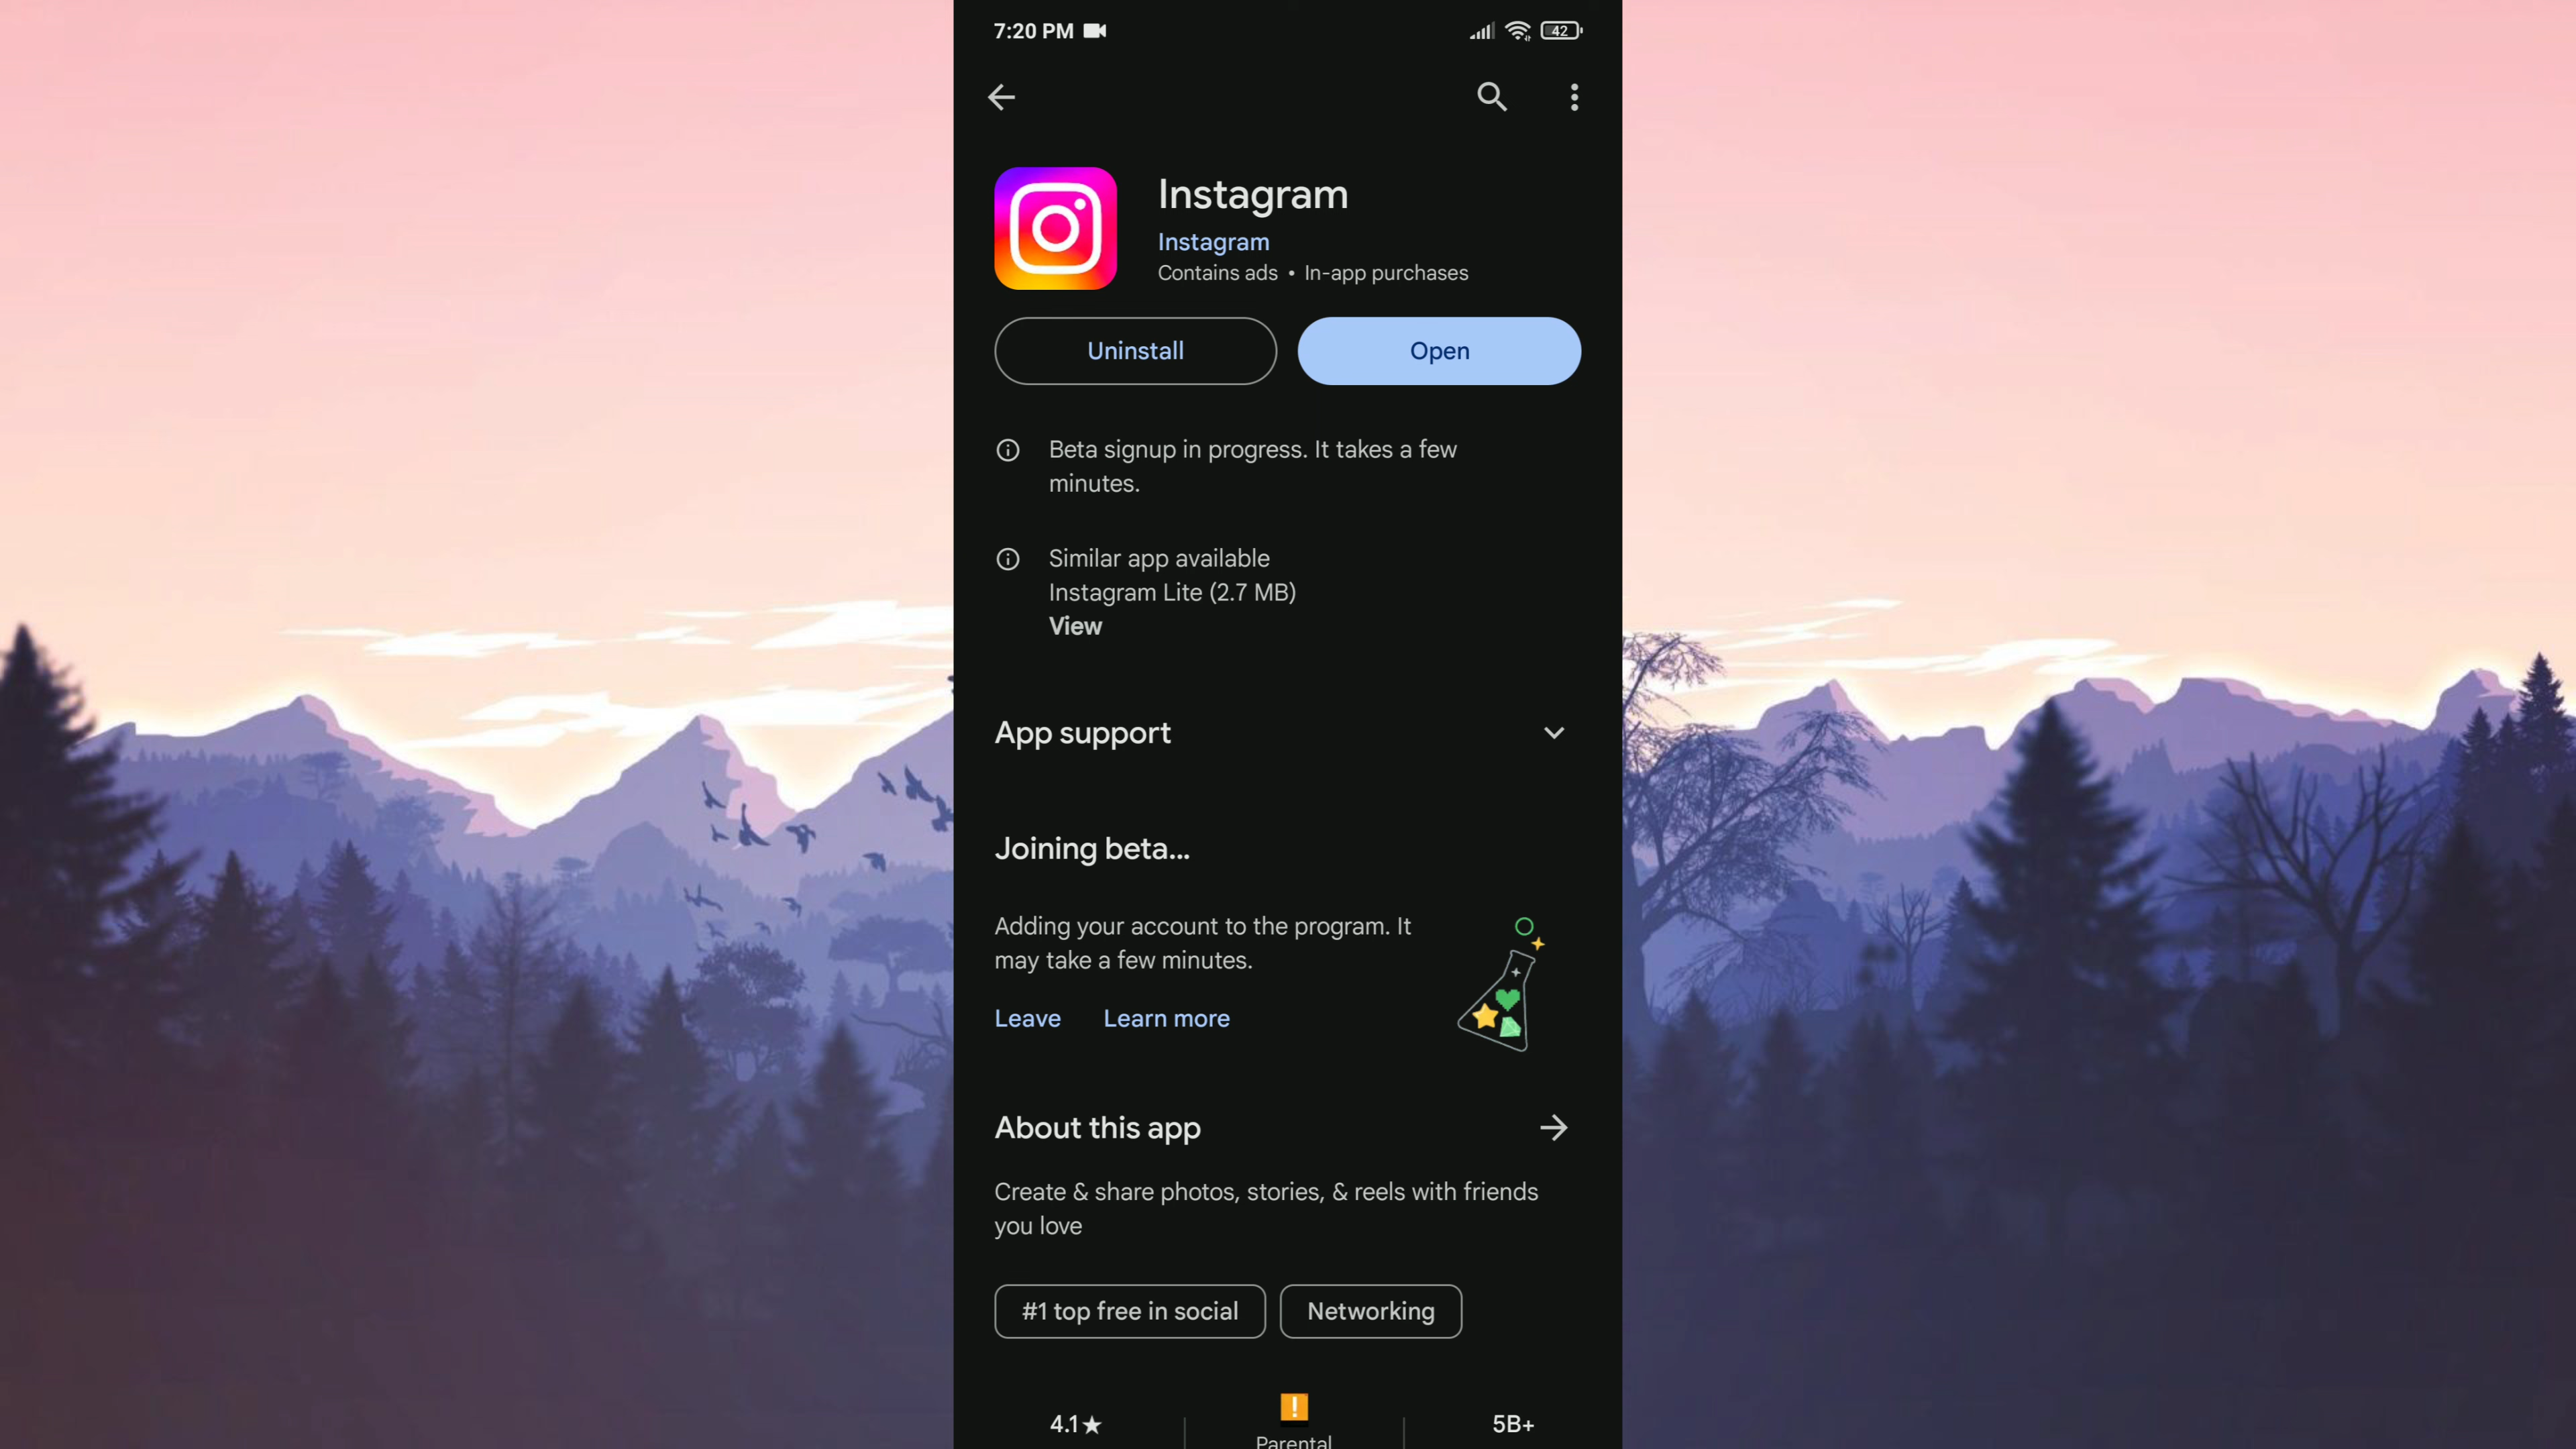 7:20 PM
42
Instagram
Instagram
Contains ads • In-app purchases
Uninstall
Open
Beta signup in progress. It takes a few
minutes.
Similar app available
Instagram Lite (2.7 MB)
View
App support
Joining beta...
Adding your account to the program. It
may take a few minutes.
Leave
Learn more
About this app
Create & share photos, stories, & reels with friends
you love
#1 top free in social
Networking
4.1★
!
5B+
Parental